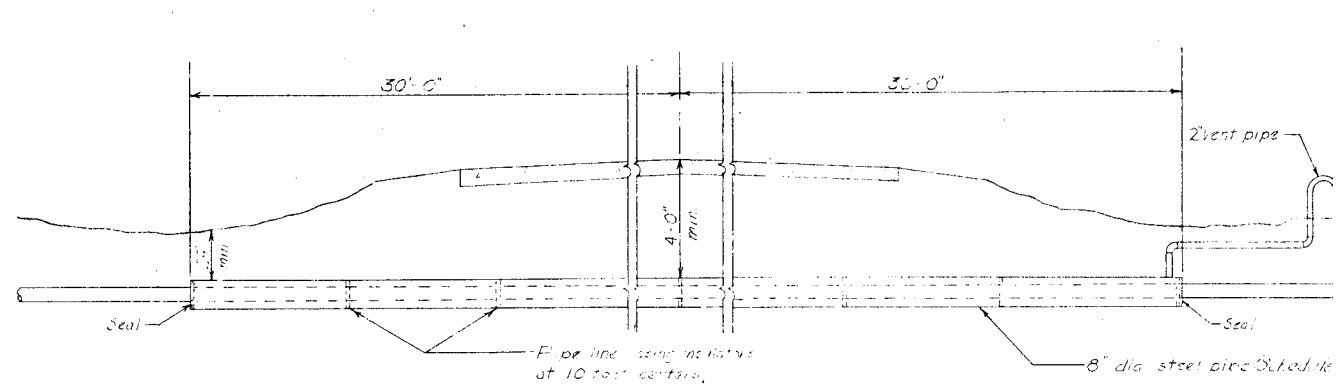 30'-0"
30'-0"
2" vent pipe
4'-0"
min.
min
Seal
Seal
Pipe line
at 10 foot centers.
8" dia. steel pipe Schedule